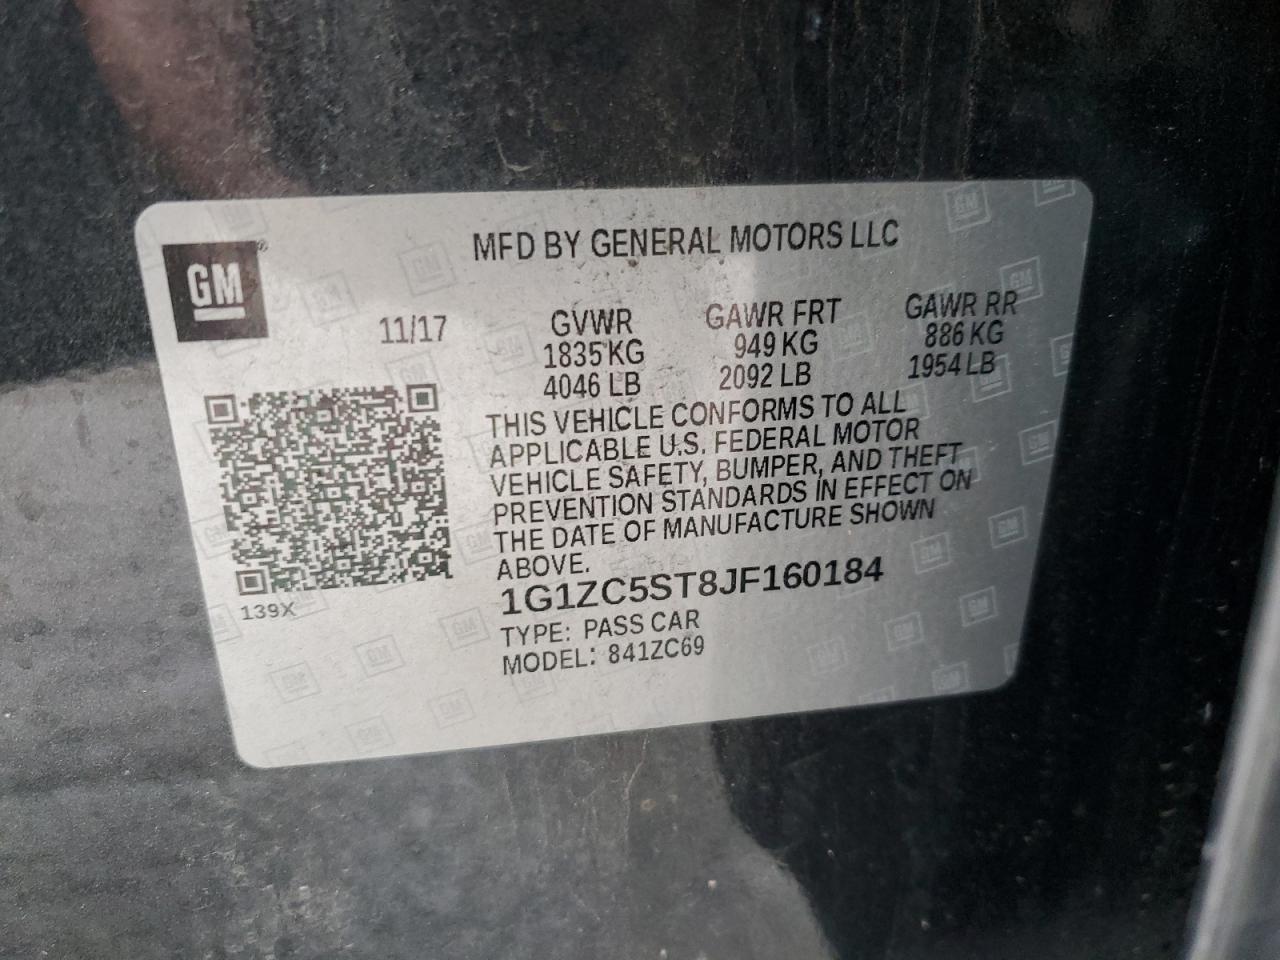 MFD BY GENERAL MOTORS LLC
GM
11/17
GVWR GAWR FRT GAWR RR
1835 KG 949 KG 886 KG
4046 LB 2092 LB 1954 LB
THIS VEHICLE CONFORMS TO ALL
APPLICABLE U.S. FEDERAL MOTOR
VEHICLE SAFETY, BUMPER, AND THEFT
PREVENTION STANDARDS IN EFFECT ON
THE DATE OF MANUFACTURE SHOWN
ABOVE.
139X
1G1ZC5ST8JF160184
TYPE: PASS CAR
MODEL: 841ZC69